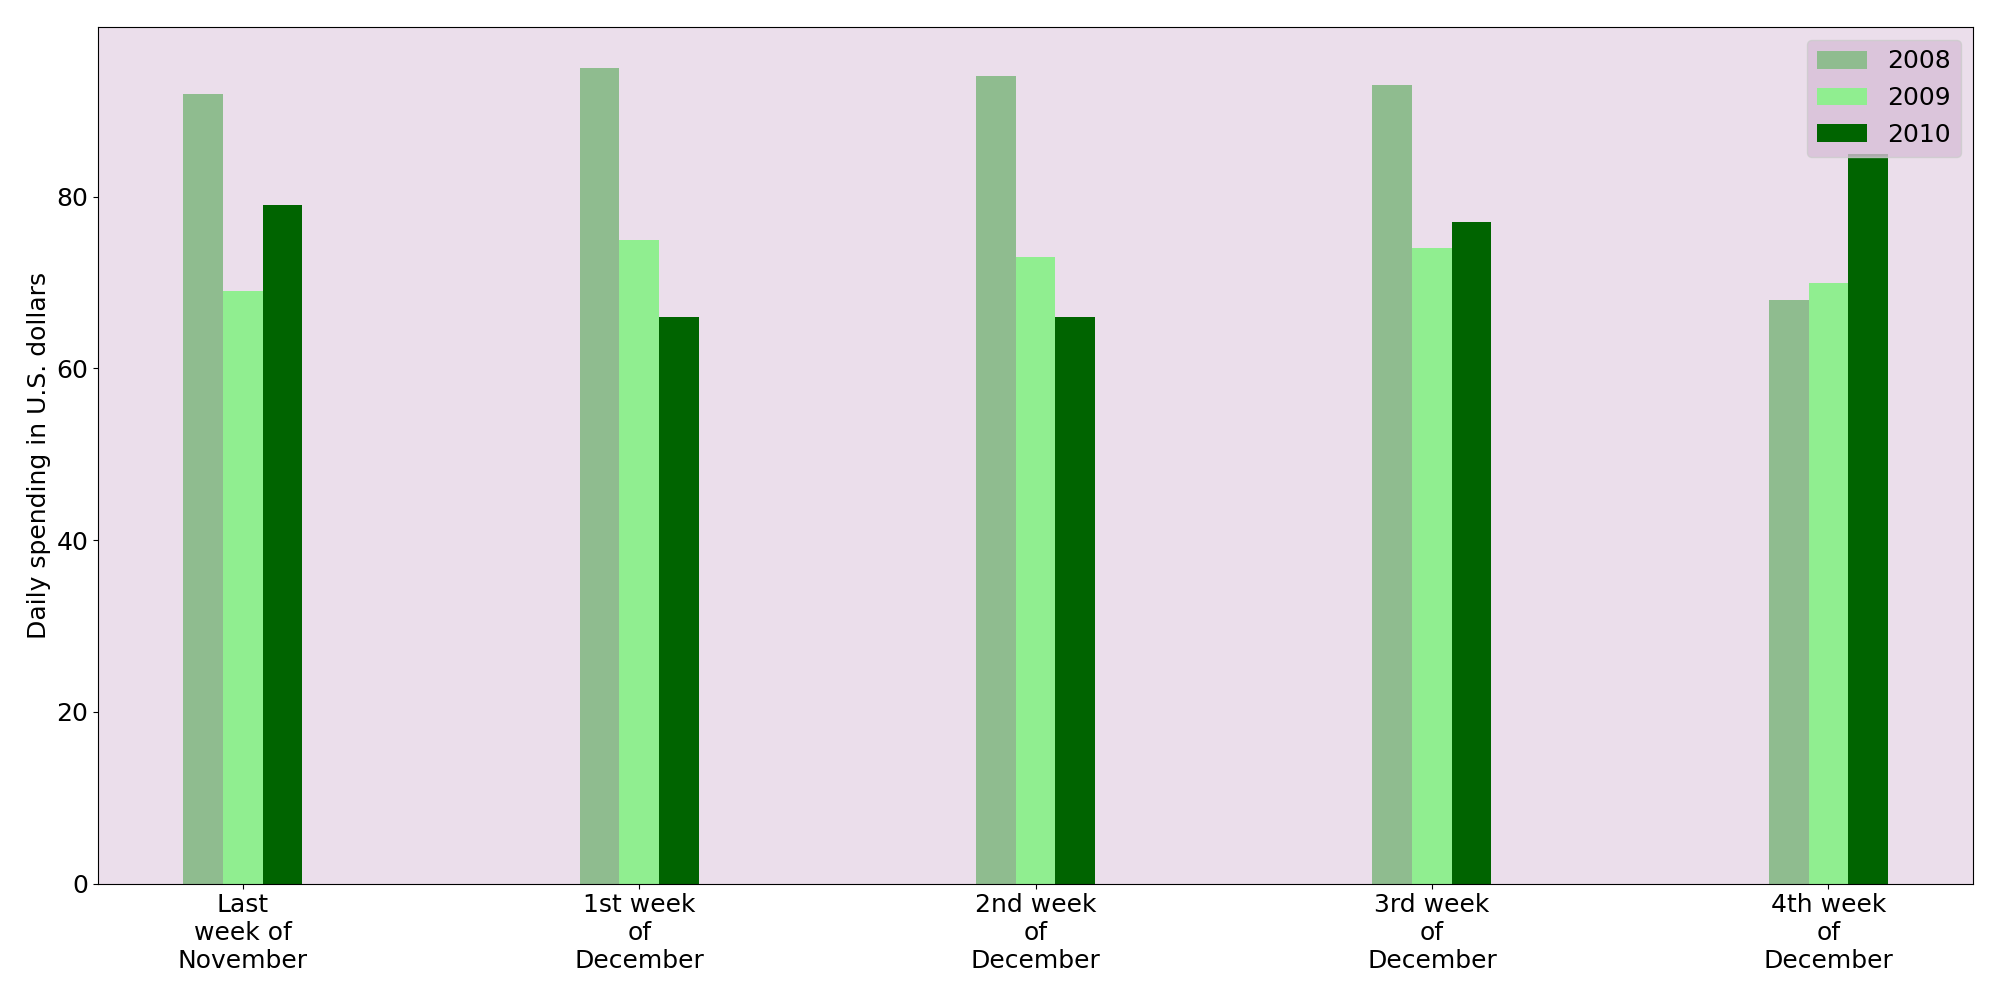 2008
2009
2010
80
60
40
20
0
Daily spending in U.S. dollars
Last
week of
November
1st week
of
December
2nd week
of
December
3rd week
of
December
4th week
of
December